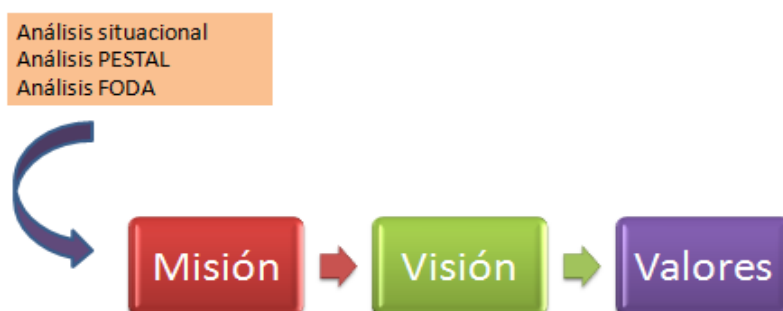 Análisis situacional
Análisis PESTAL
Análisis FODA
Misión
Visión
Valores